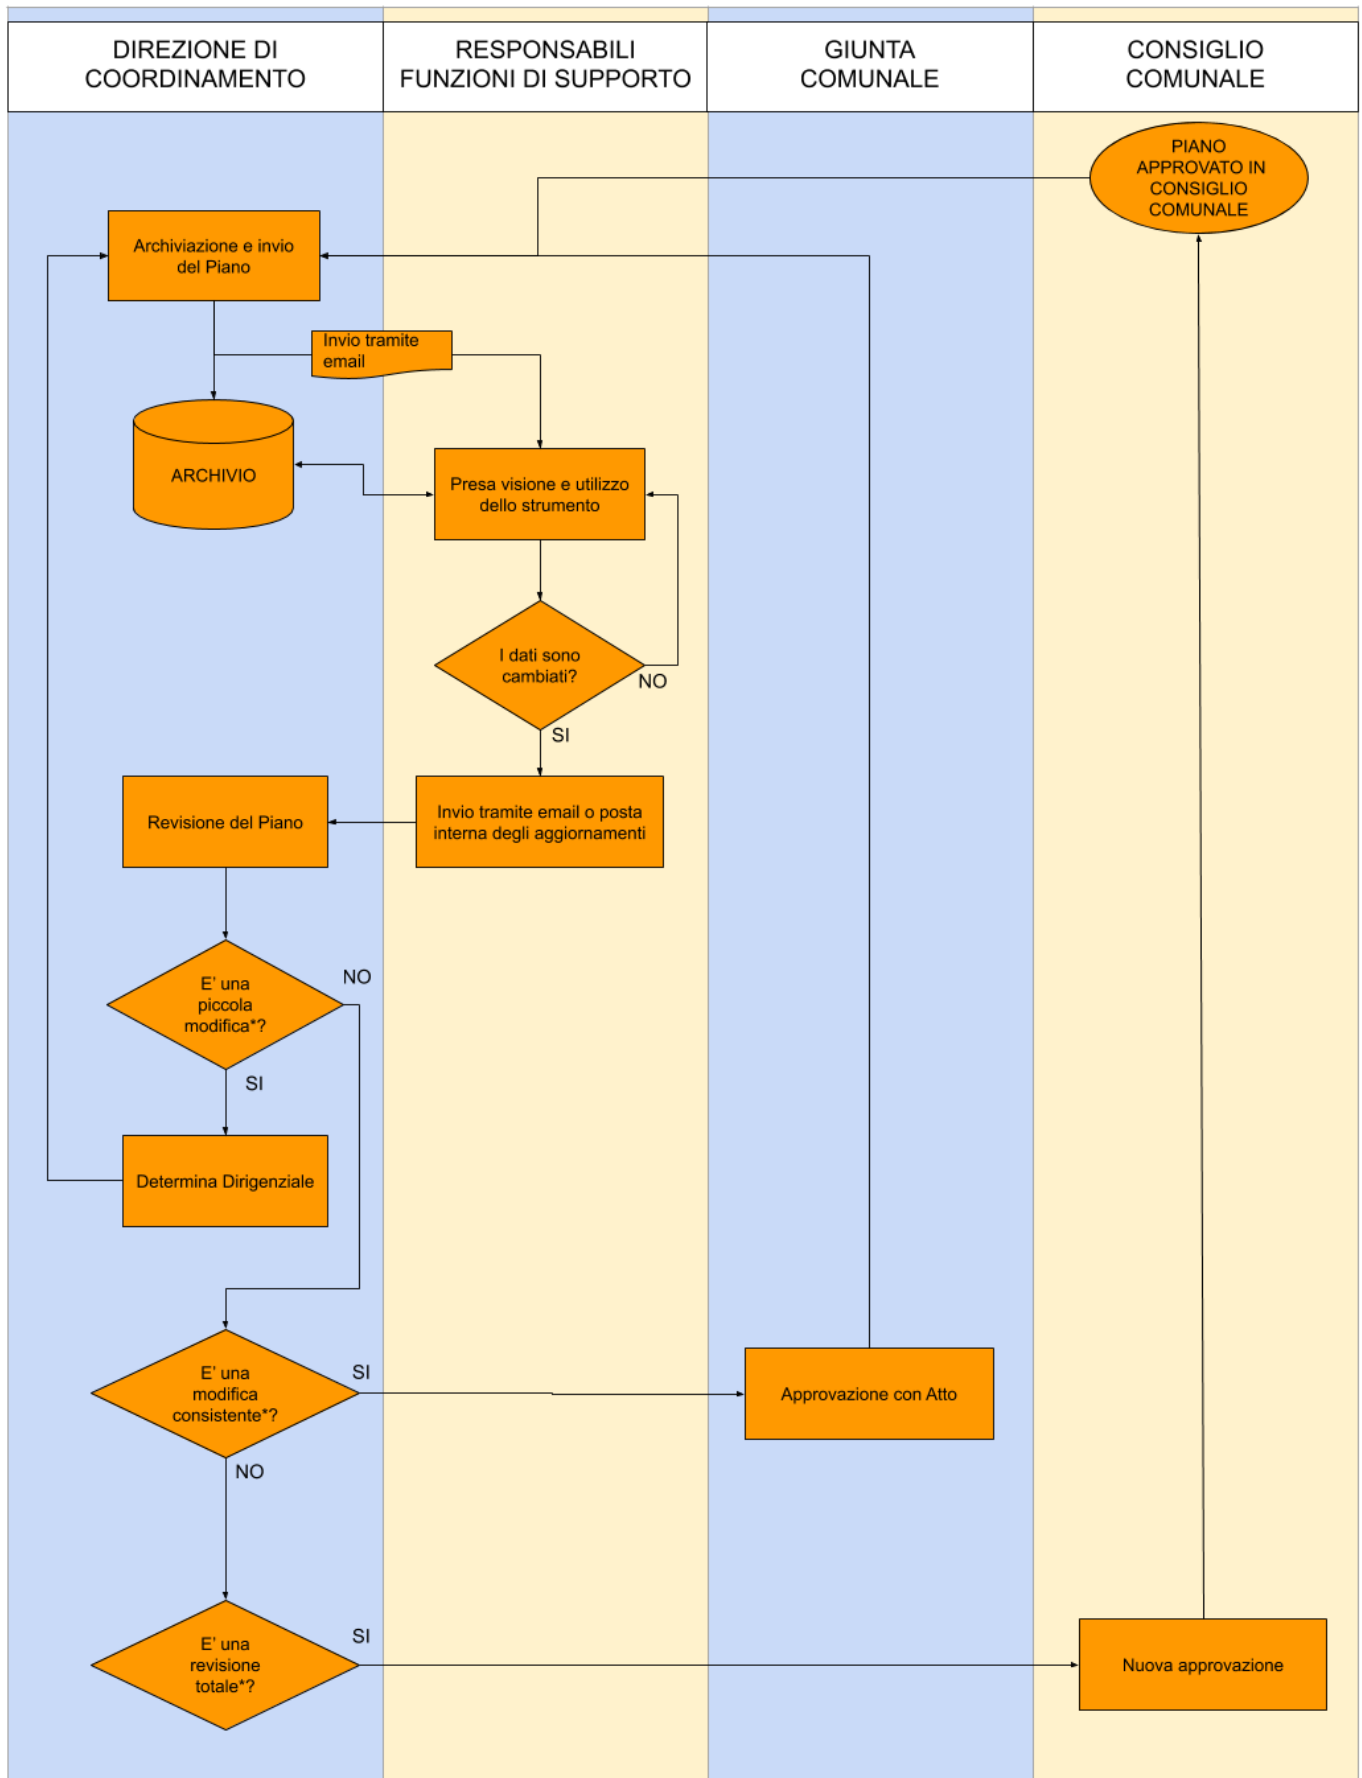 DIREZIONE DI
COORDINAMENTO
RESPONSABILI
FUNZIONI DI SUPPORTO
GIUNTA
COMUNALE
CONSIGLIO
COMUNALE
PIANO
APPROVATO IN
CONSIGLIO
COMUNALE
Archiviazione e invio
del Piano
Invio tramite
email
ARCHIVIO
Presa visione e utilizzo
dello strumento
I dati sono
cambiati?
NO
SI
Revisione del Piano
Invio tramite email o posta
interna degli aggiornamenti
E' una
piccola
modifica*?
NO
SI
Determina Dirigenziale
E' una
modifica
consistente*?
SI
NO
Approvazione con Atto
E' una
revisione
totale*?
SI
Nuova approvazione